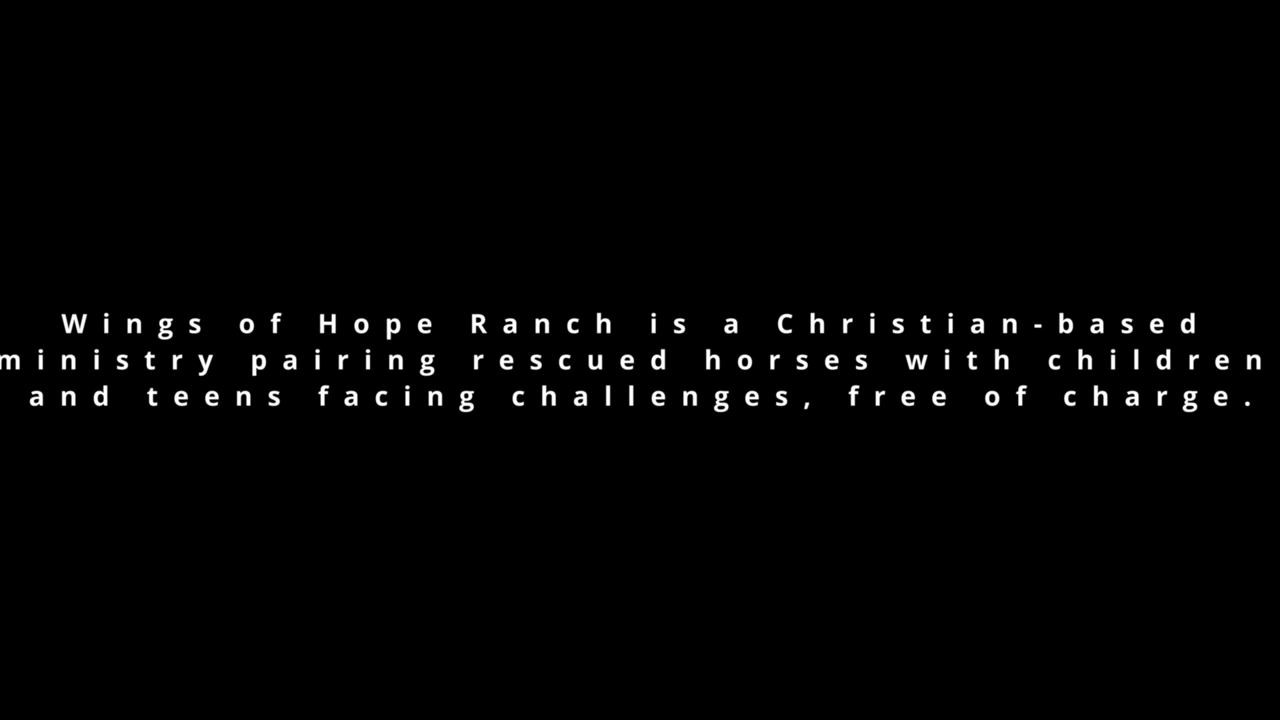 Wings of Hope Ranch is a Christian-based
ministry pairing rescued horses with children
and teens facing challenges, free of charge.